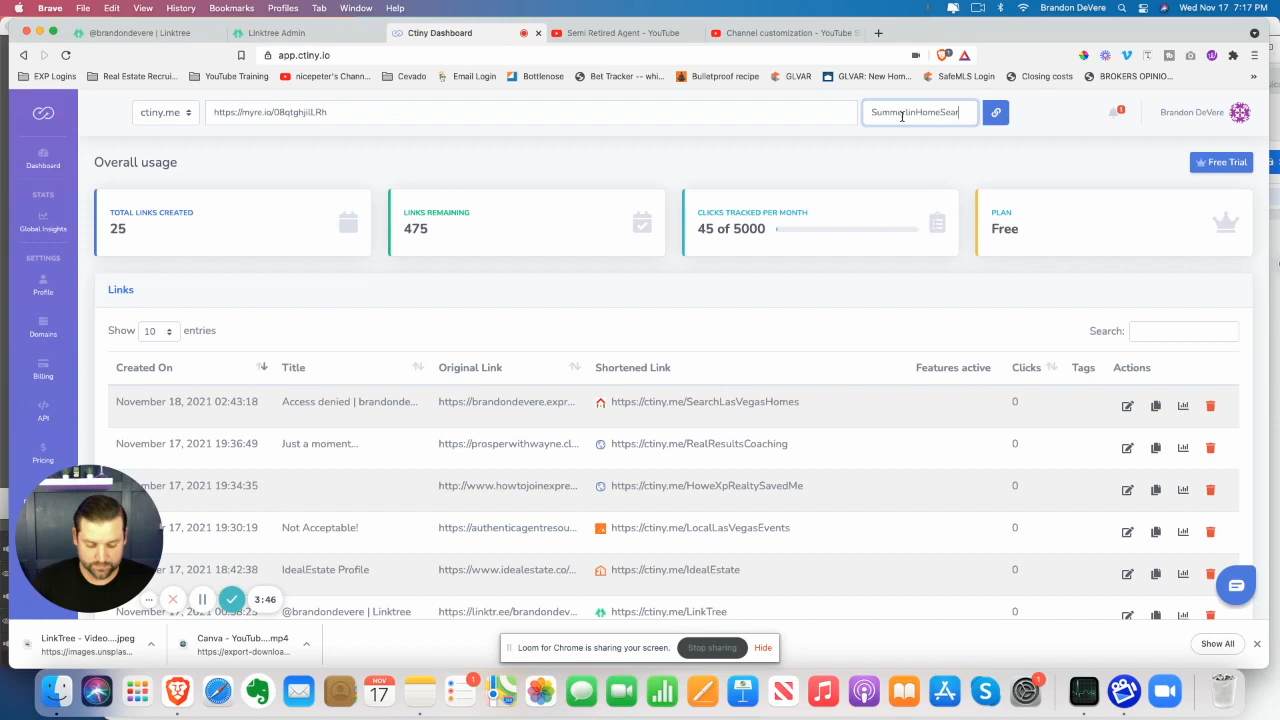 Brave File Edit View History Bookmarks Profiles Tab Window Help Brandon DeVere Wed Nov 17 7:17 PM
@brandondevere | Linktree Linktree Admin Ctiny Dashboard Semi Retired Agent - YouTube Channel customization - YouTube S
app.ctiny.io
EXP Logins Real Estate Recrui... YouTube Training nicepeter's Chann... Cevado Email Login Bottlenose Bet Tracker -- whi... Bulletproof recipe GLVAR GLVAR: New Hom... SafeMLS Login Closing costs BROKERS OPINIO...
ctiny.me https://myre.io/08qtghjiLRh SummerlinHomeSear Brandon DeVere
Dashboard
STATS
Global Insights
SETTINGS
Profile
Domains
Billing
API
Pricing
Overall usage Free Trial
TOTAL LINKS CREATED LINKS REMAINING CLICKS TRACKED PER MONTH PLAN
25 475 45 of 5000 Free
Links
Show 10 entries Search:
Created On Title Original Link Shortened Link Features active Clicks Tags Actions
November 18, 2021 02:43:18 Access denied | brandonde... https://brandondevere.expr... https://ctiny.me/SearchLasVegasHomes 0
November 17, 2021 19:36:49 Just a moment... https://prosperwithwayne.cl... https://ctiny.me/RealResultsCoaching 0
17, 2021 19:34:35 http://www.howtojoinexpre... https://ctiny.me/HoweXpRealtySavedMe 0
17, 2021 19:30:19 Not Acceptable! https://authenticagentresou... https://ctiny.me/LocalLasVegasEvents 0
17, 2021 18:42:38 IdealEstate Profile https://www.idealestate.co/... https://ctiny.me/IdealEstate 0
@brandondevere | Linktree https://linktr.ee/brandondev... https://ctiny.me/LinkTree 0
3:46
LinkTree - Video....jpeg Canva - YouTub....mp4
https://images.unsplas... https://export-downloa...
Loom for Chrome is sharing your screen. Stop sharing Hide
Show All
NOV
17
1
1